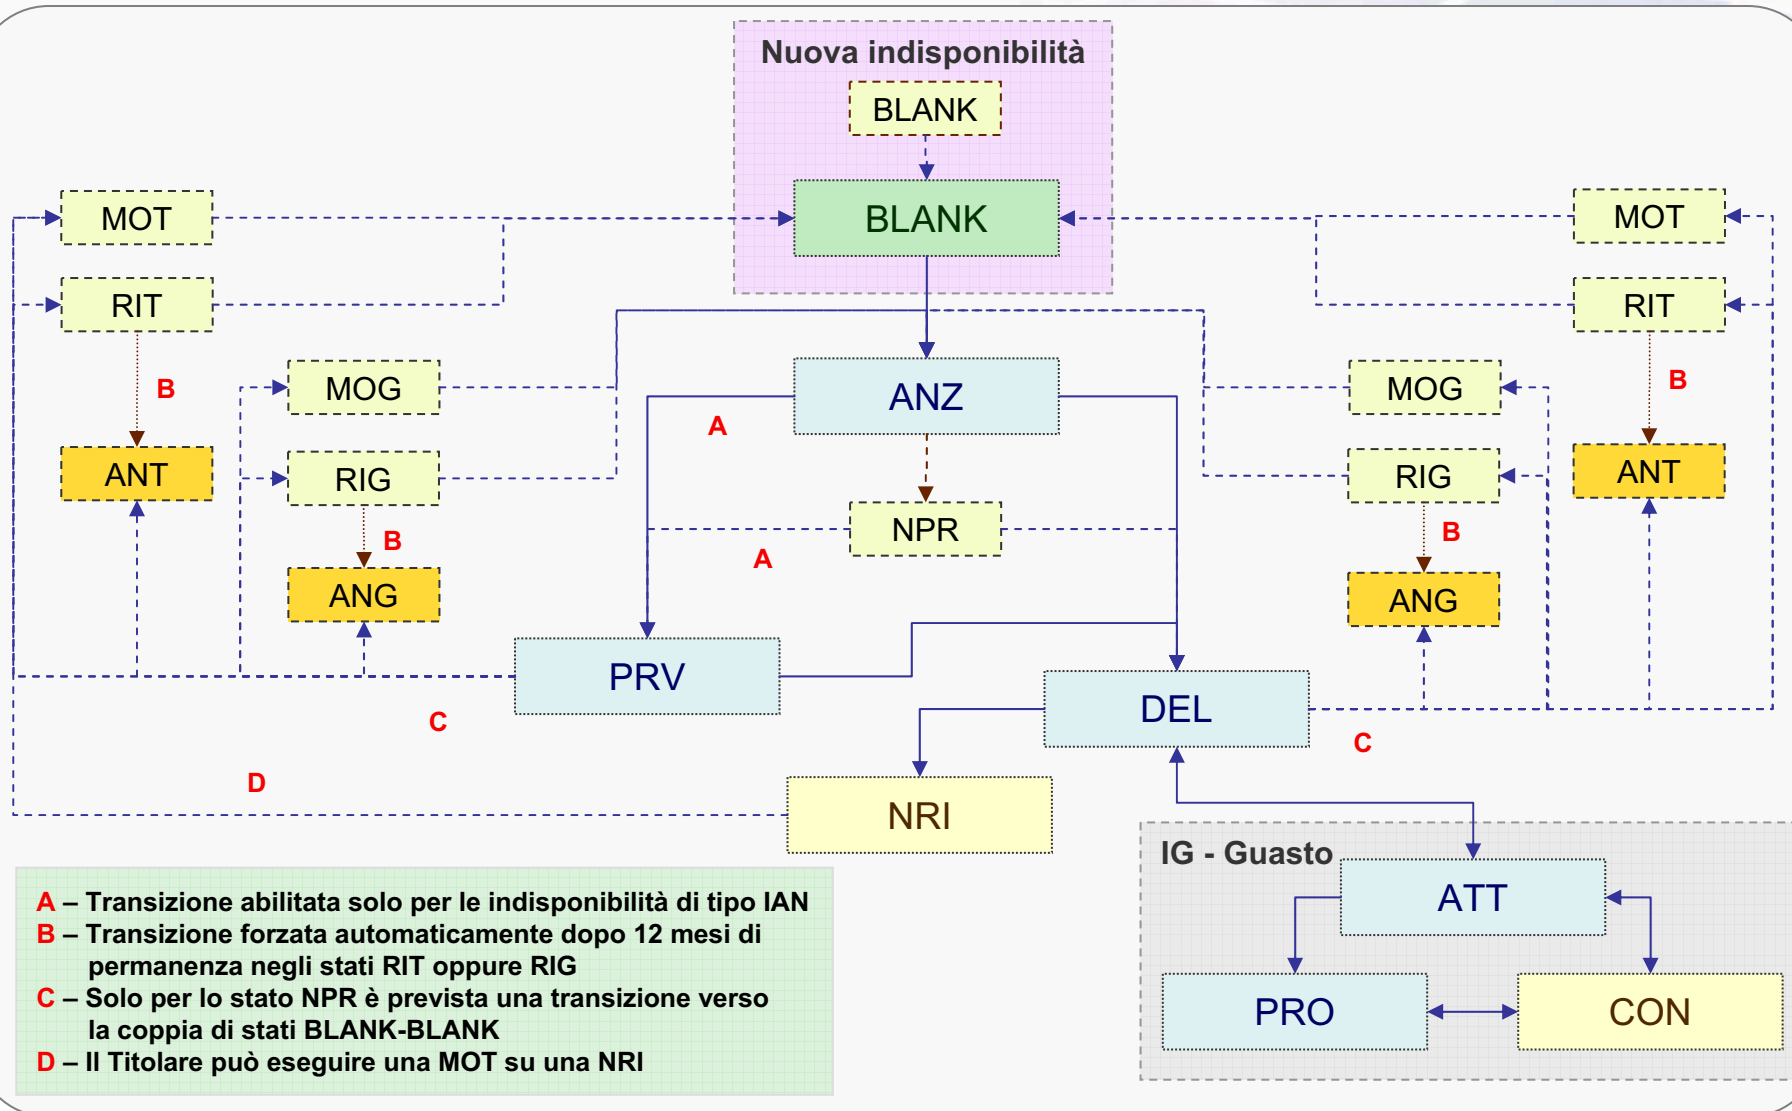 Nuova indisponibilità
BLANK
BLANK
MOT
MOT
RIT
RIT
B
MOG
ANZ
MOG
B
A
ANT
RIG
RIG
ANT
B
NPR
B
A
ANG
ANG
PRV
DEL
C
C
D
NRI
IG - Guasto
ATT
PRO
CON
A – Transizione abilitata solo per le indisponibilità di tipo IAN
B – Transizione forzata automaticamente dopo 12 mesi di
permanenza negli stati RIT oppure RIG
C – Solo per lo stato NPR è prevista una transizione verso
la coppia di stati BLANK-BLANK
D – Il Titolare può eseguire una MOT su una NRI